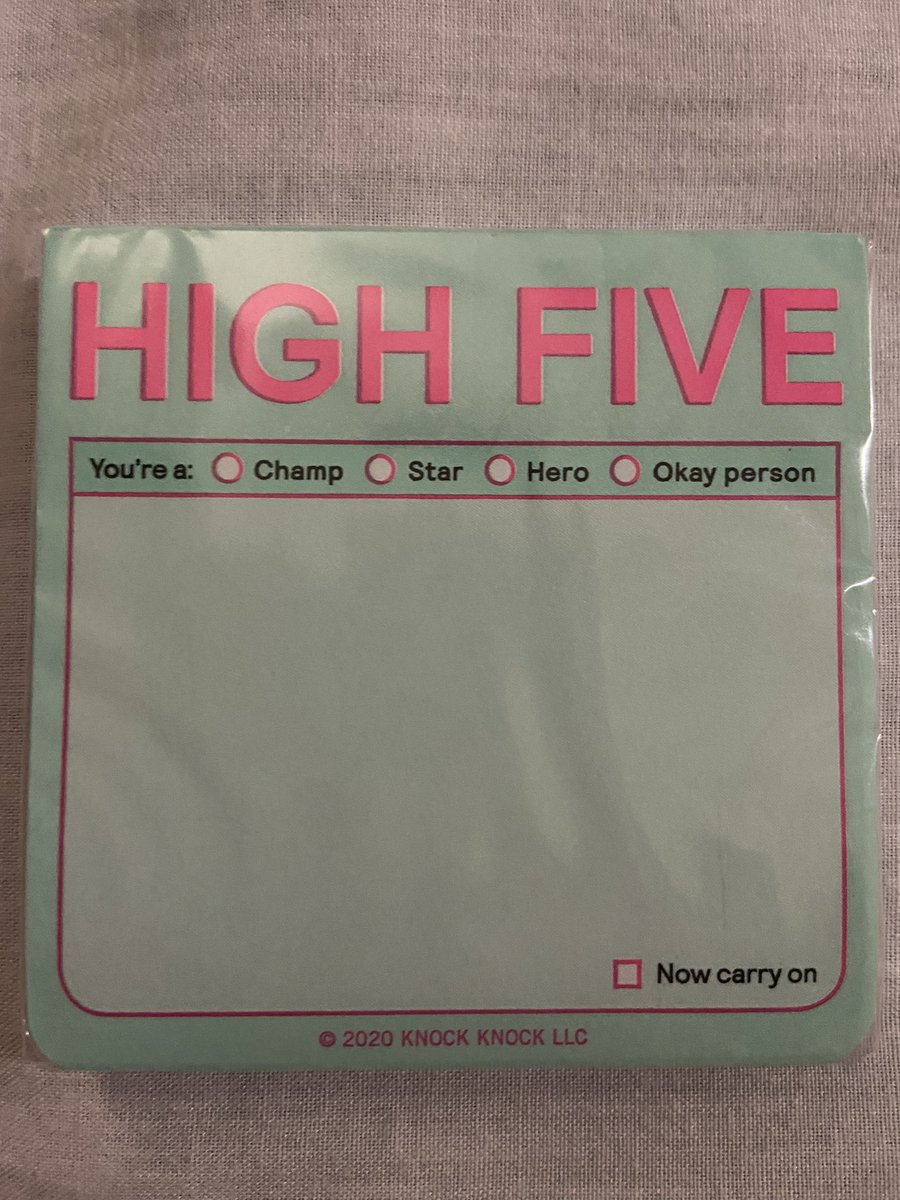 HIGH FIVE
You're a: Champ Star Hero Okay person
Now carry on
© 2020 KNOCK KNOCK LLC